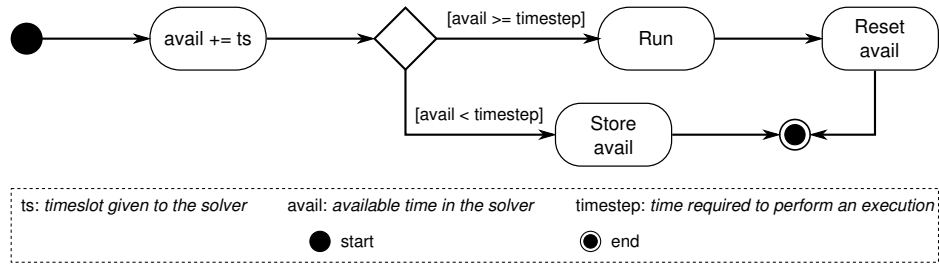 avail += ts
[avail >= timestep]
Run
Reset
avail
[avail < timestep]
Store
avail
ts: timeslot given to the solver
avail: available time in the solver
timestep: time required to perform an execution
start
end